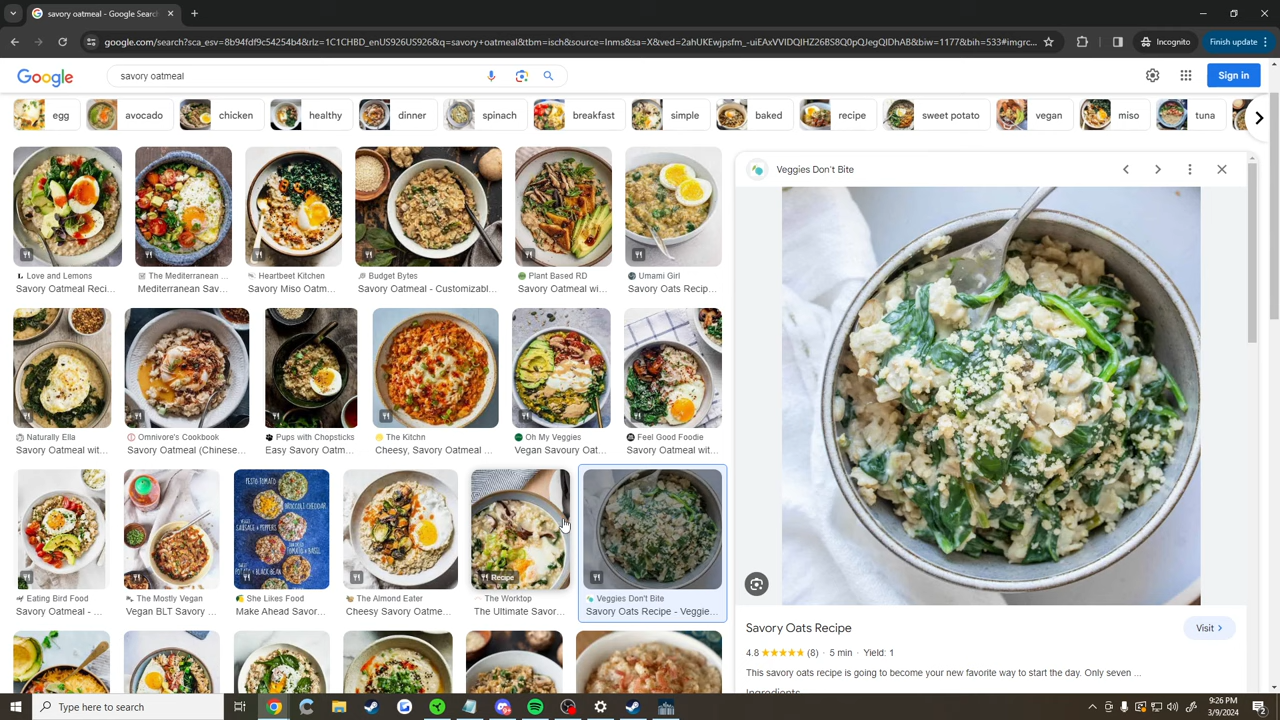 savory oatmeal
google.com/search?sca_esv=8b94fdf9c54254b4&rlz=1C1CHBD_enUS926US926&q=savory+oatmeal&tbm=isch&source=lnms&sa=X&ved=2ahUKEwjpsfm_-uiEAxVVlDQIHZ26BS8Q0pQJegQIDhAB&biw=1177&bih=533#imgrc...
Incognito
Finish update
Google
savory oatmeal
Sign in
egg
avocado
chicken
healthy
dinner
spinach
breakfast
simple
baked
recipe
sweet potato
vegan
miso
tuna
Veggies Don't Bite
Love and Lemons
Savory Oatmeal Reci...
The Mediterranean ...
Mediterranean Sav...
Heartbeet Kitchen
Savory Miso Oatm...
Budget Bytes
Savory Oatmeal - Customizabl...
Plant Based RD
Savory Oatmeal wi...
Umami Girl
Savory Oats Recip...
Naturally Ella
Savory Oatmeal wit...
Omnivore's Cookbook
Savory Oatmeal (Chinese...
Pups with Chopsticks
Easy Savory Oatm...
The Kitchn
Cheesy, Savory Oatmeal ...
Oh My Veggies
Vegan Savoury Oat...
Feel Good Foodie
Savory Oatmeal wit...
PESTO TOMATO
BROCCOLI CHEDDAR
Recipe
Eating Bird Food
Savory Oatmeal - ...
The Mostly Vegan
Vegan BLT Savory ...
She Likes Food
Make Ahead Savor...
The Almond Eater
Cheesy Savory Oatme...
The Worktop
The Ultimate Savor...
Veggies Don't Bite
Savory Oats Recipe - Veggie...
Savory Oats Recipe
Visit
4.8 (8) · 5 min · Yield: 1
This savory oats recipe is going to become your new favorite way to start the day. Only seven ...
Ingredients
Type here to search
9:26 PM
3/9/2024
2